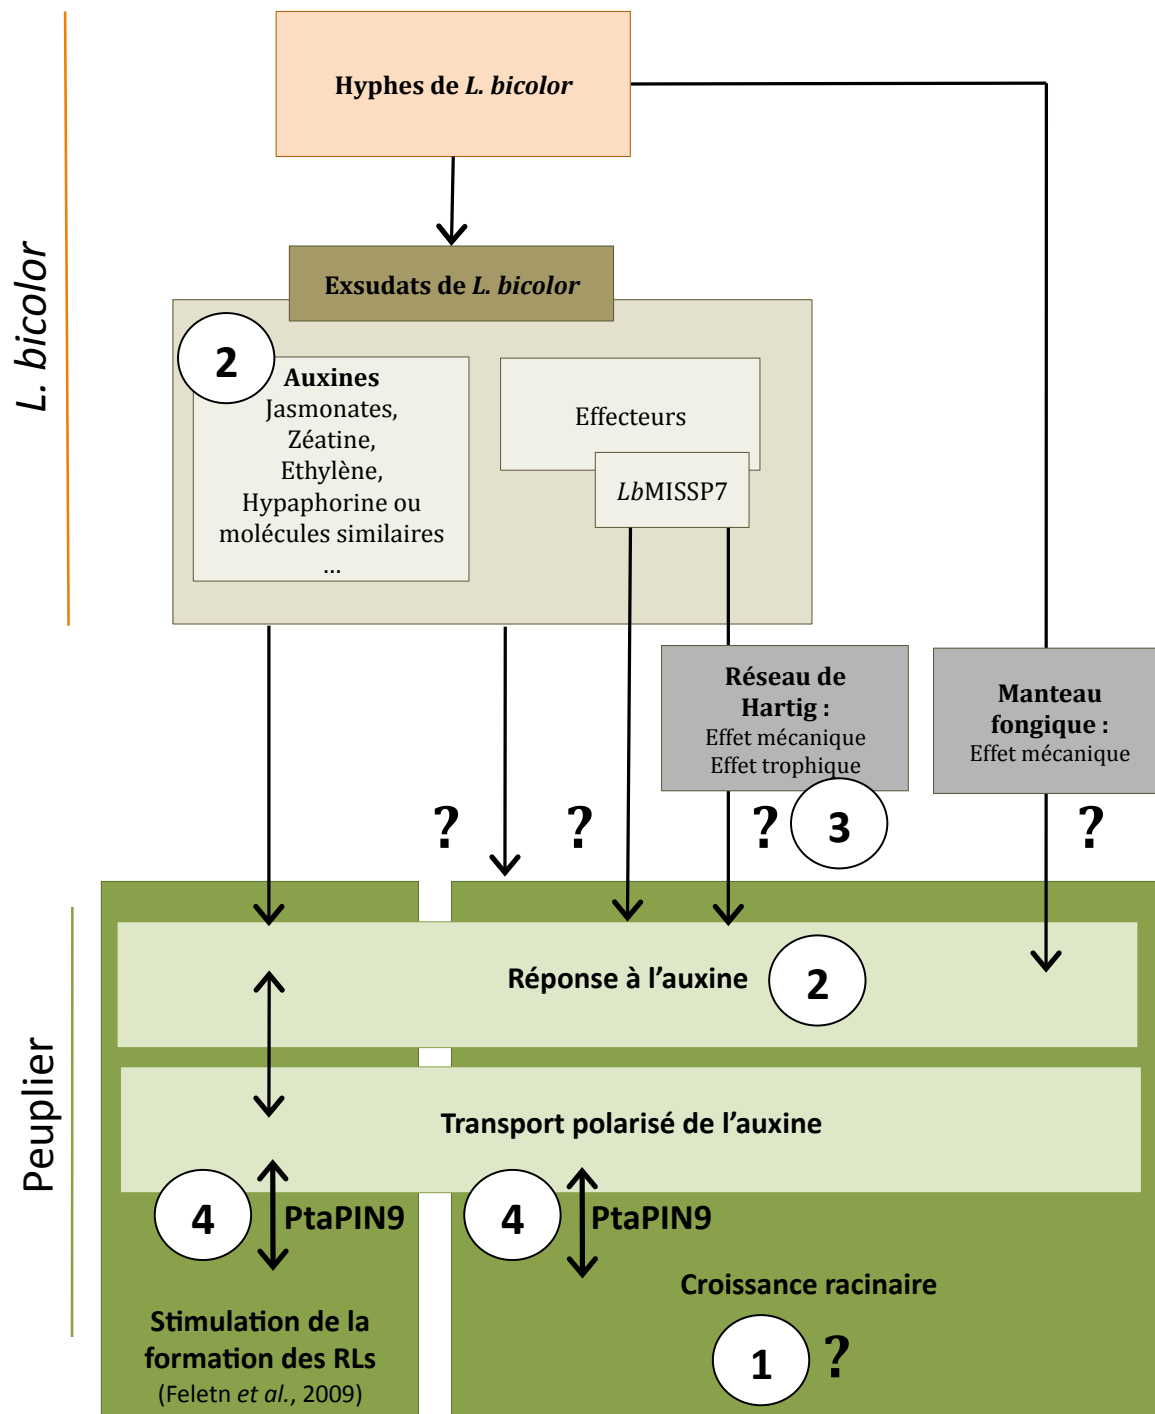 Hyphes de L. bicolor
L. bicolor
Exsudats de L. bicolor
2
Auxines
Jasmonates,
Zéatine,
Ethylène,
Hypaphorine ou
molécules similaires
...
Effecteurs
LbMISSP7
Réseau de
Hartig :
Effet mécanique
Effet trophique
Manteau
fongique :
Effet mécanique
?
?
?
3
?
Peuplier
Réponse à l'auxine
2
Transport polarisé de l'auxine
4
PtaPIN9
4
PtaPIN9
Stimulation de la
formation des RLs
(Feletn et al., 2009)
Croissance racinaire
1
?